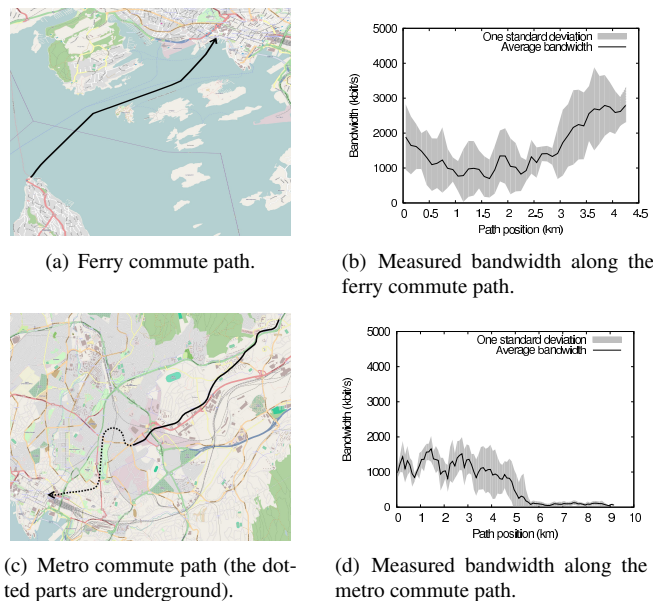 One standard deviation
Average bandwidth
5000
4000
3000
2000
1000
0
Bandwidth (kbit/s)
0 0.5 1 1.5 2 2.5 3 3.5 4 4.5
Path position (km)
(a) Ferry commute path.
(b) Measured bandwidth along the
ferry commute path.
One standard deviation
Average bandwidth
5000
4000
3000
2000
1000
0
Bandwidth (kbit/s)
0 1 2 3 4 5 6 7 8 9 10
Path position (km)
(c) Metro commute path (the dot-
ted parts are underground).
(d) Measured bandwidth along the
metro commute path.